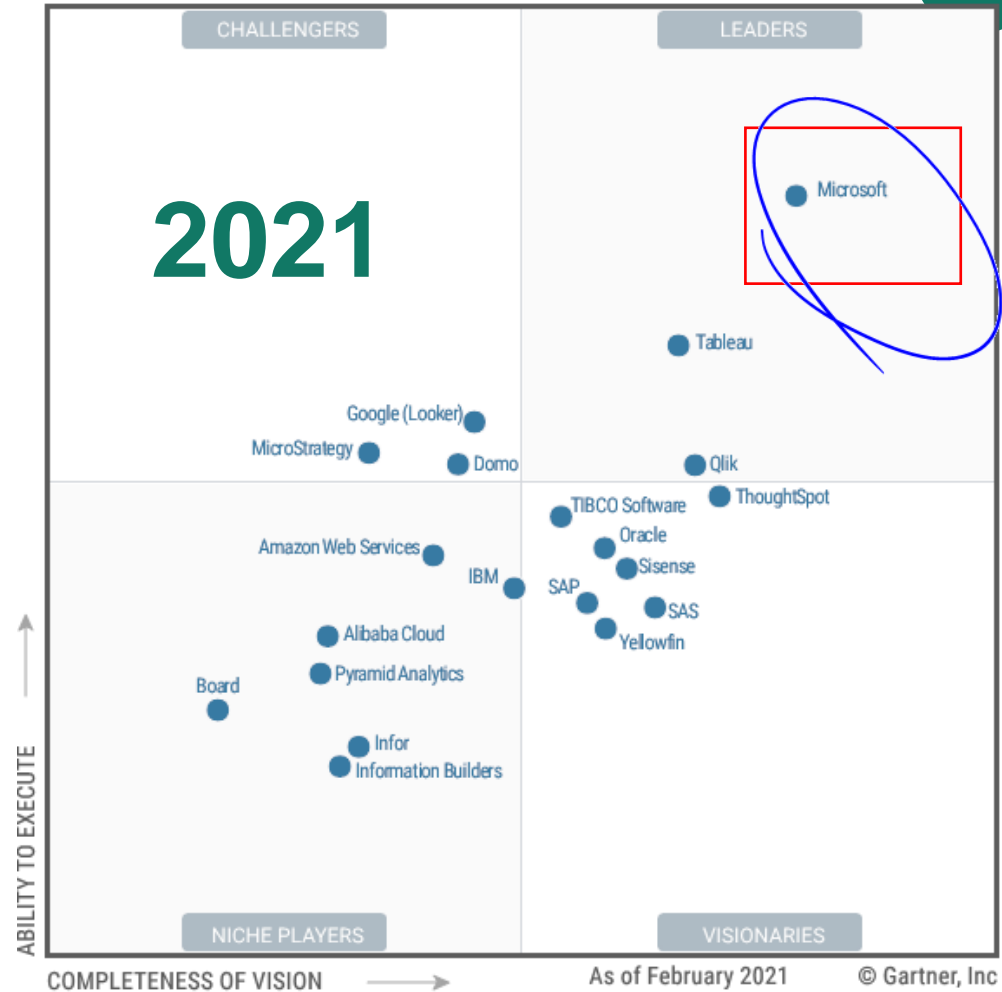 CHALLENGERS
LEADERS
Microsoft
2021
Tableau
Google (Looker)
MicroStrategy
Domo
Qlik
ThoughtSpot
TIBCO Software
Oracle
Amazon Web Services
Sisense
IBM
SAP
SAS
Alibaba Cloud
Yellowfin
Pyramid Analytics
Board
Infor
Information Builders
ABILITY TO EXECUTE
NICHE PLAYERS
VISIONARIES
COMPLETENESS OF VISION
As of February 2021
© Gartner, Inc